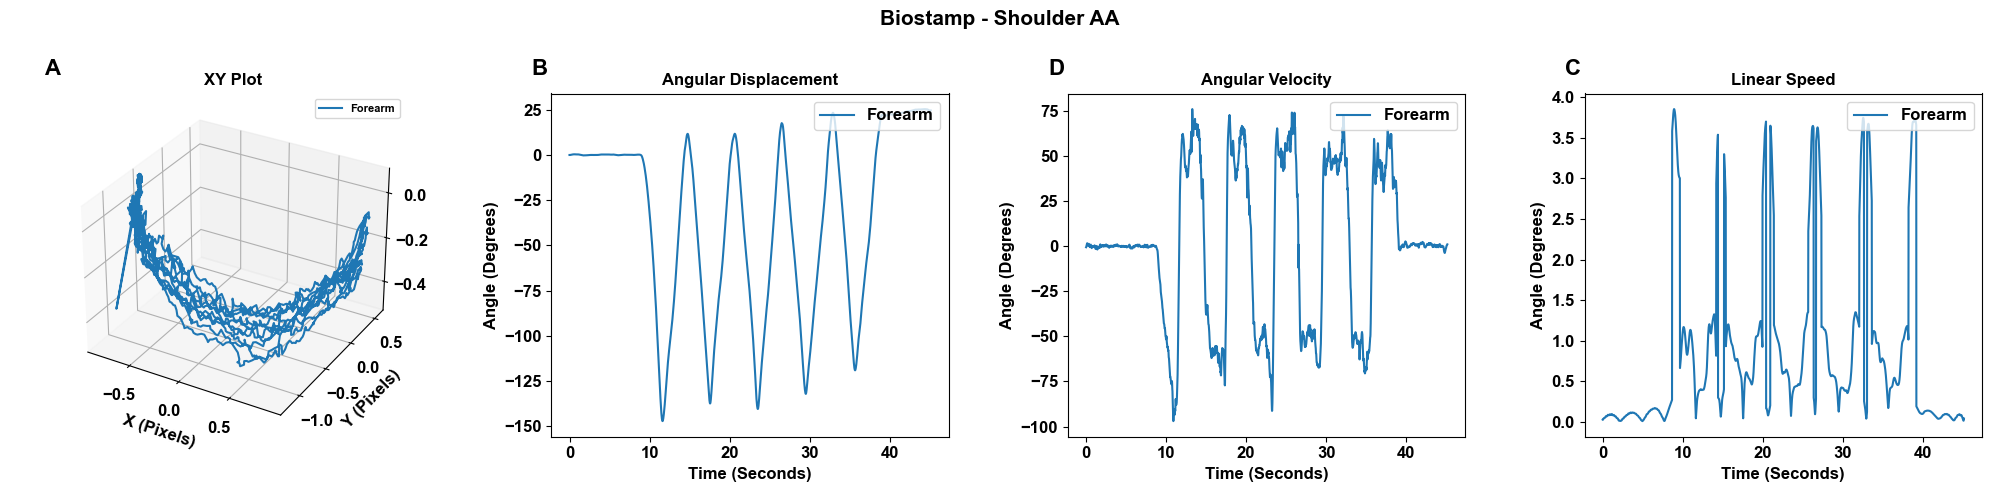 Biostamp - Shoulder AA
A
XY Plot
Forearm
0.0
−0.2
−0.4
0.5
0.0
−0.5
−1.0
Y (Pixels)
−0.5
0.0
0.5
X (Pixels)
B
Angular Displacement
Forearm
25
0
−25
−50
−75
−100
−125
−150
Angle (Degrees)
0 10 20 30 40
Time (Seconds)
D
Angular Velocity
Forearm
75
50
25
0
−25
−50
−75
−100
Angle (Degrees)
0 10 20 30 40
Time (Seconds)
C
Linear Speed
Forearm
4.0
3.5
3.0
2.5
2.0
1.5
1.0
0.5
0.0
Angle (Degrees)
0 10 20 30 40
Time (Seconds)